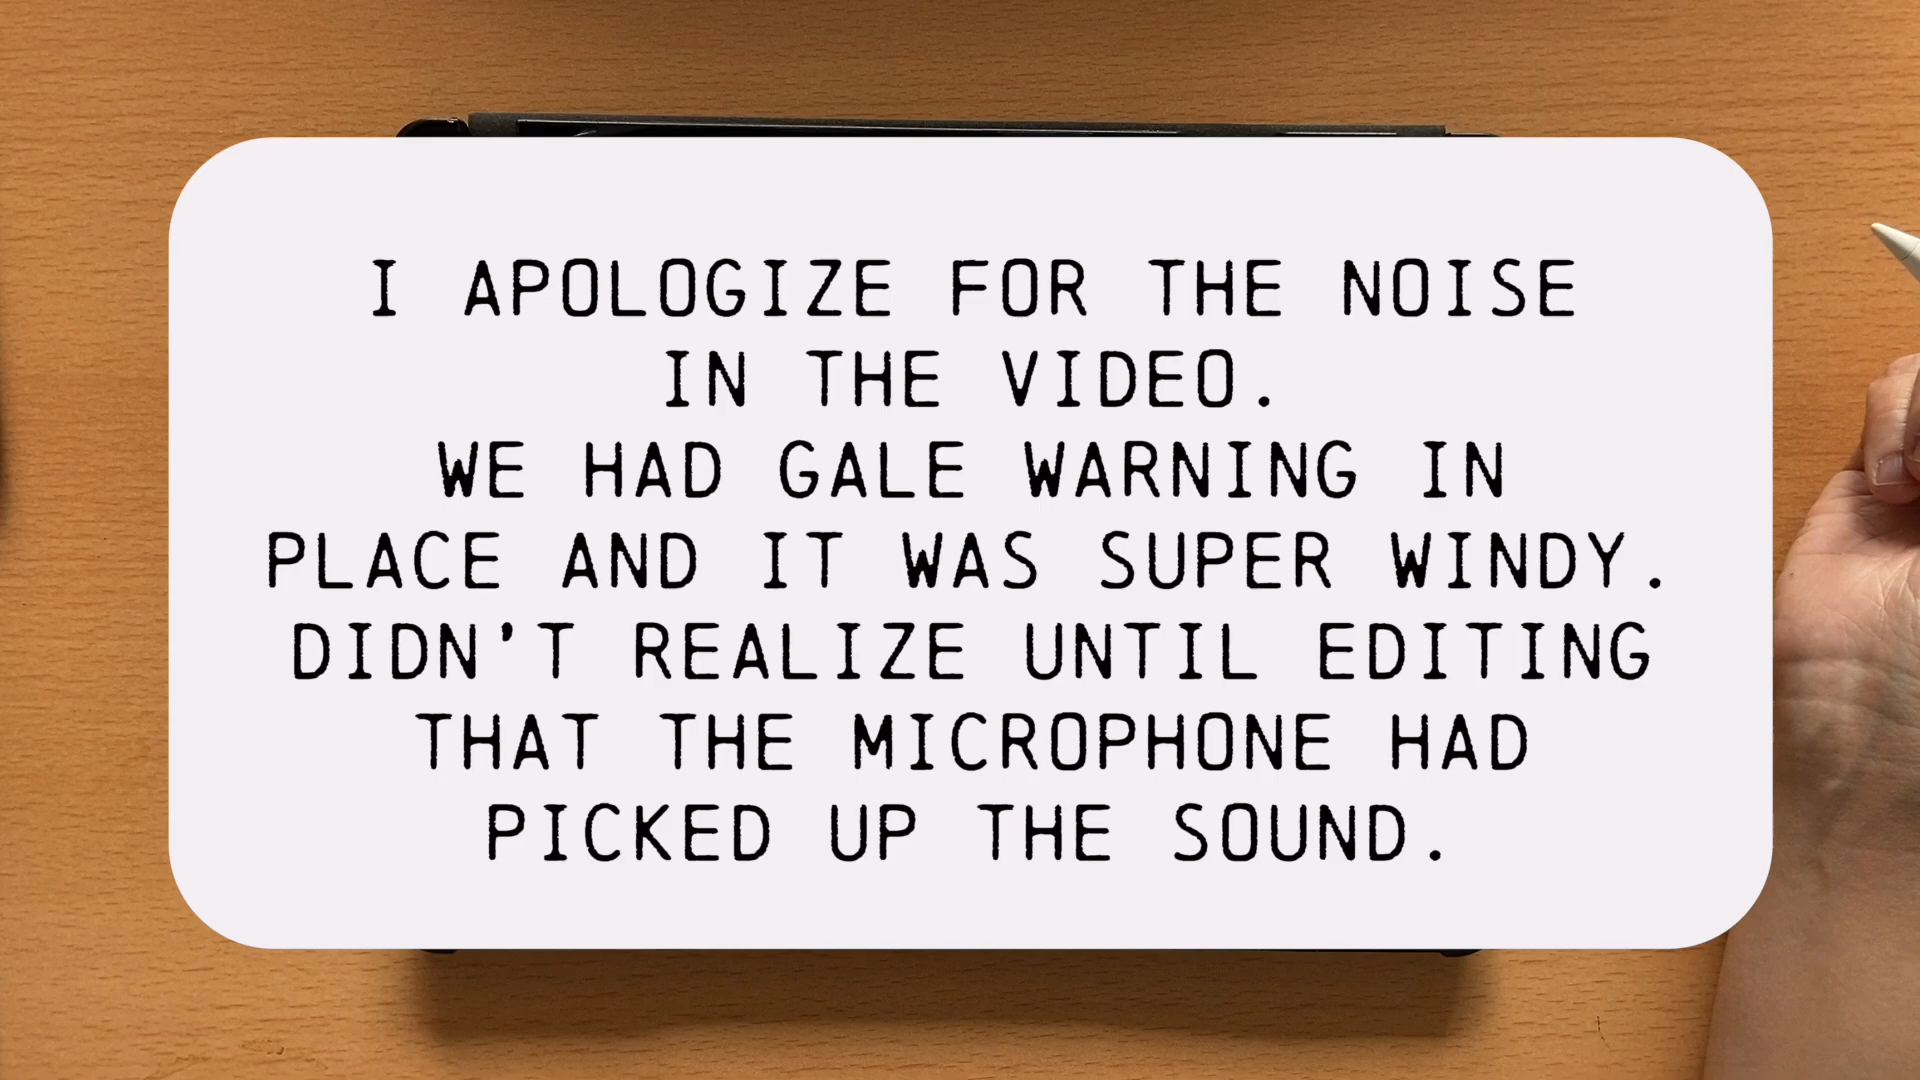 I APOLOGIZE FOR THE NOISE
IN THE VIDEO.
WE HAD GALE WARNING IN
PLACE AND IT WAS SUPER WINDY.
DIDN'T REALIZE UNTIL EDITING
THAT THE MICROPHONE HAD
PICKED UP THE SOUND.